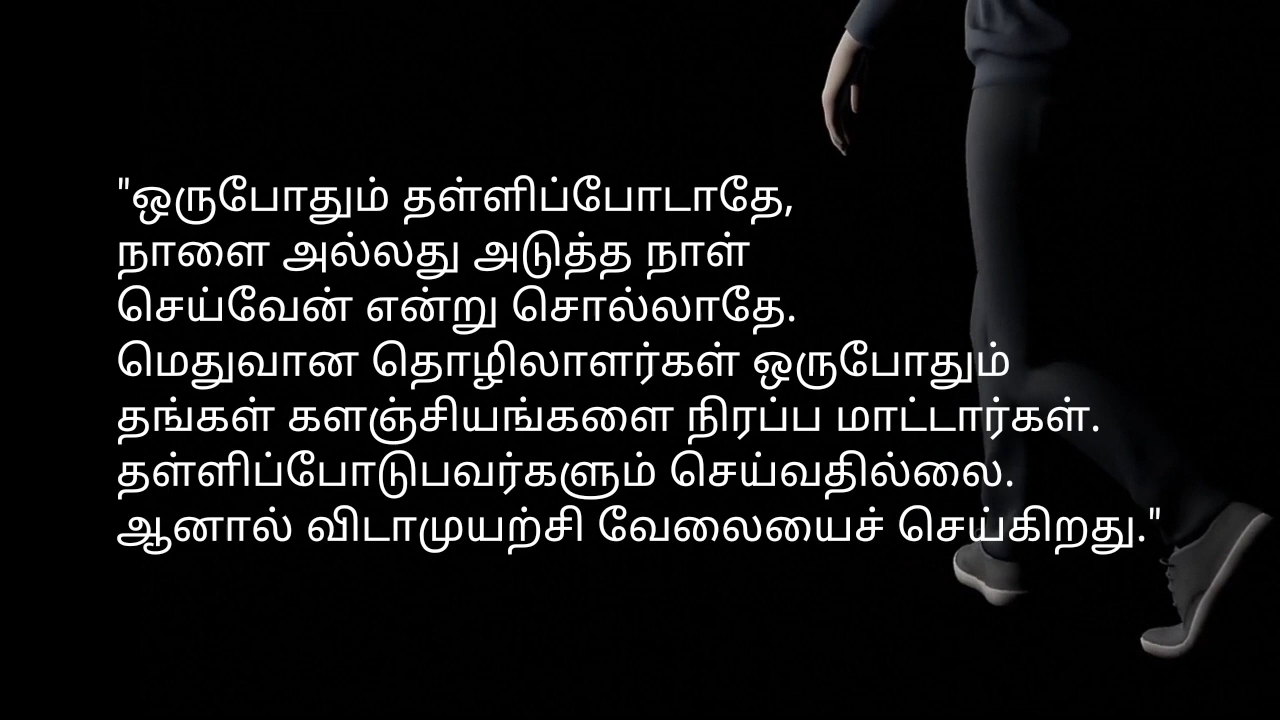 "ஒருபோதும் தள்ளிப்போடாதே,
நாளை அல்லது அடுத்த நாள்
செய்வேன் என்று சொல்லாதே.
மெதுவான தொழிலாளர்கள் ஒருபோதும்
தங்கள் களஞ்சியங்களை நிரப்ப மாட்டார்கள்.
தள்ளிப்போடுபவர்களும் செய்வதில்லை.
ஆனால் விடாமுயற்சி வேலையைச் செய்கிறது."